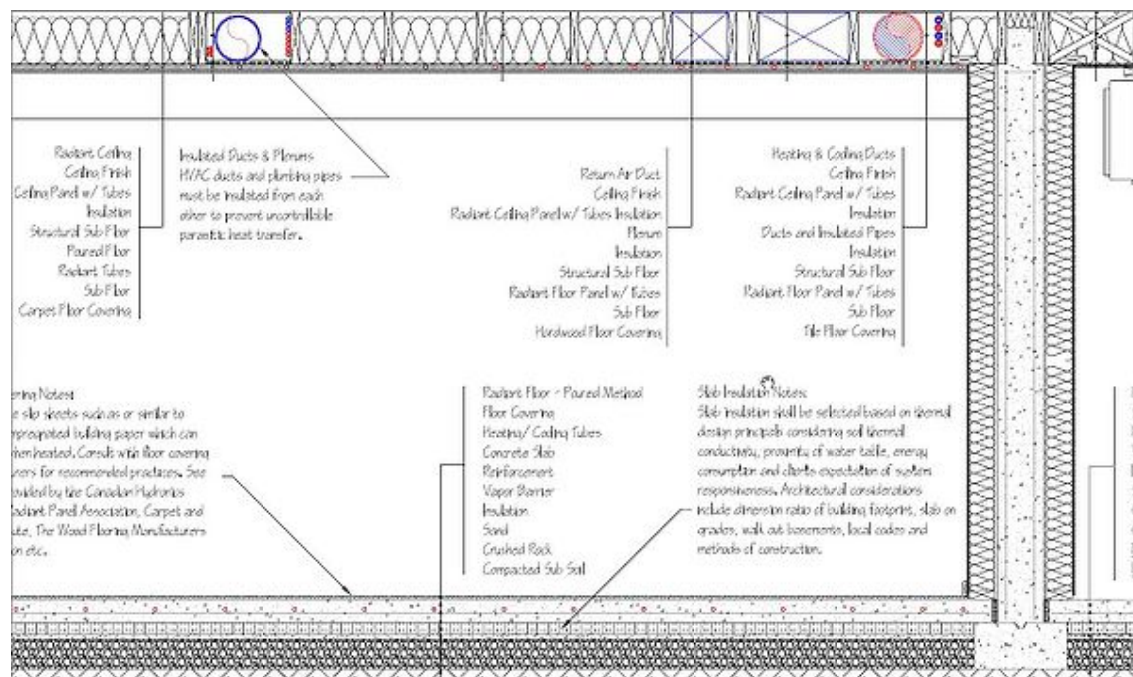 Radiant Ceiling
Ceiling Finish
Ceiling Panel w/ Tubes
Insulation
Structural Sub Floor
Poured Floor
Radiant Tubes
Sub Floor
Carpet Floor Covering
Insulated Ducts & Plenums
HVAC ducts and plumbing pipes
must be insulated from each
other to prevent uncontrollable
parasitic heat transfer.
Return Air Duct
Ceiling Finish
Radiant Ceiling Panel w/ Tubes Insulation
Plenum
Insulation
Structural Sub Floor
Radiant Floor Panel w/ Tubes
Sub Floor
Hardwood Floor Covering
Heating & Cooling Ducts
Ceiling Finish
Radiant Ceiling Panel w/ Tubes
Insulation
Ducts and Insulated Pipes
Insulation
Structural Sub Floor
Radiant Floor Panel w/ Tubes
Sub Floor
Tile Floor Covering
ering Notes:
e slip sheets such as or similar to
mpregnated building paper which can
when heated. Consult with floor covering
urers for recommended practices. See
ovided by the Canadian Hydronics
Radiant Panel Association, Carpet and
ute, The Wood Flooring Manufacturers
on etc.
Radiant Floor - Poured Method
Floor Covering
Heating/ Cooling Tubes
Concrete Slab
Reinforcement
Vapor Barrier
Insulation
Sand
Crushed Rock
Compacted Sub Soil
Slab Insulation Notes:
Slab insulation shall be selected based on thermal
design principals considering soil thermal
conductivity, proximity of water table, energy
consumption and clients expectation of system
responsiveness. Architectural considerations
include dimension ratio of building footprint, slab on
grades, walk out basements, local codes and
methods of construction.